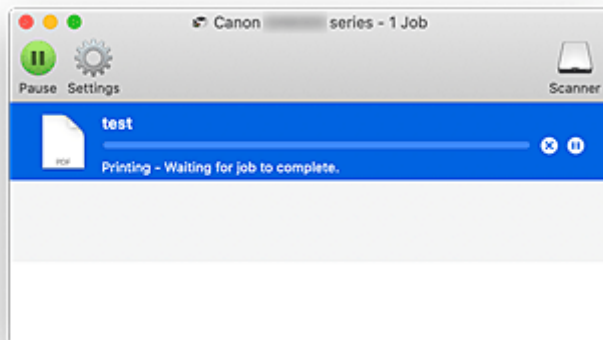 Canon series - 1 Job
Pause Settings Scanner
test
PDF
Printing - Waiting for job to complete.